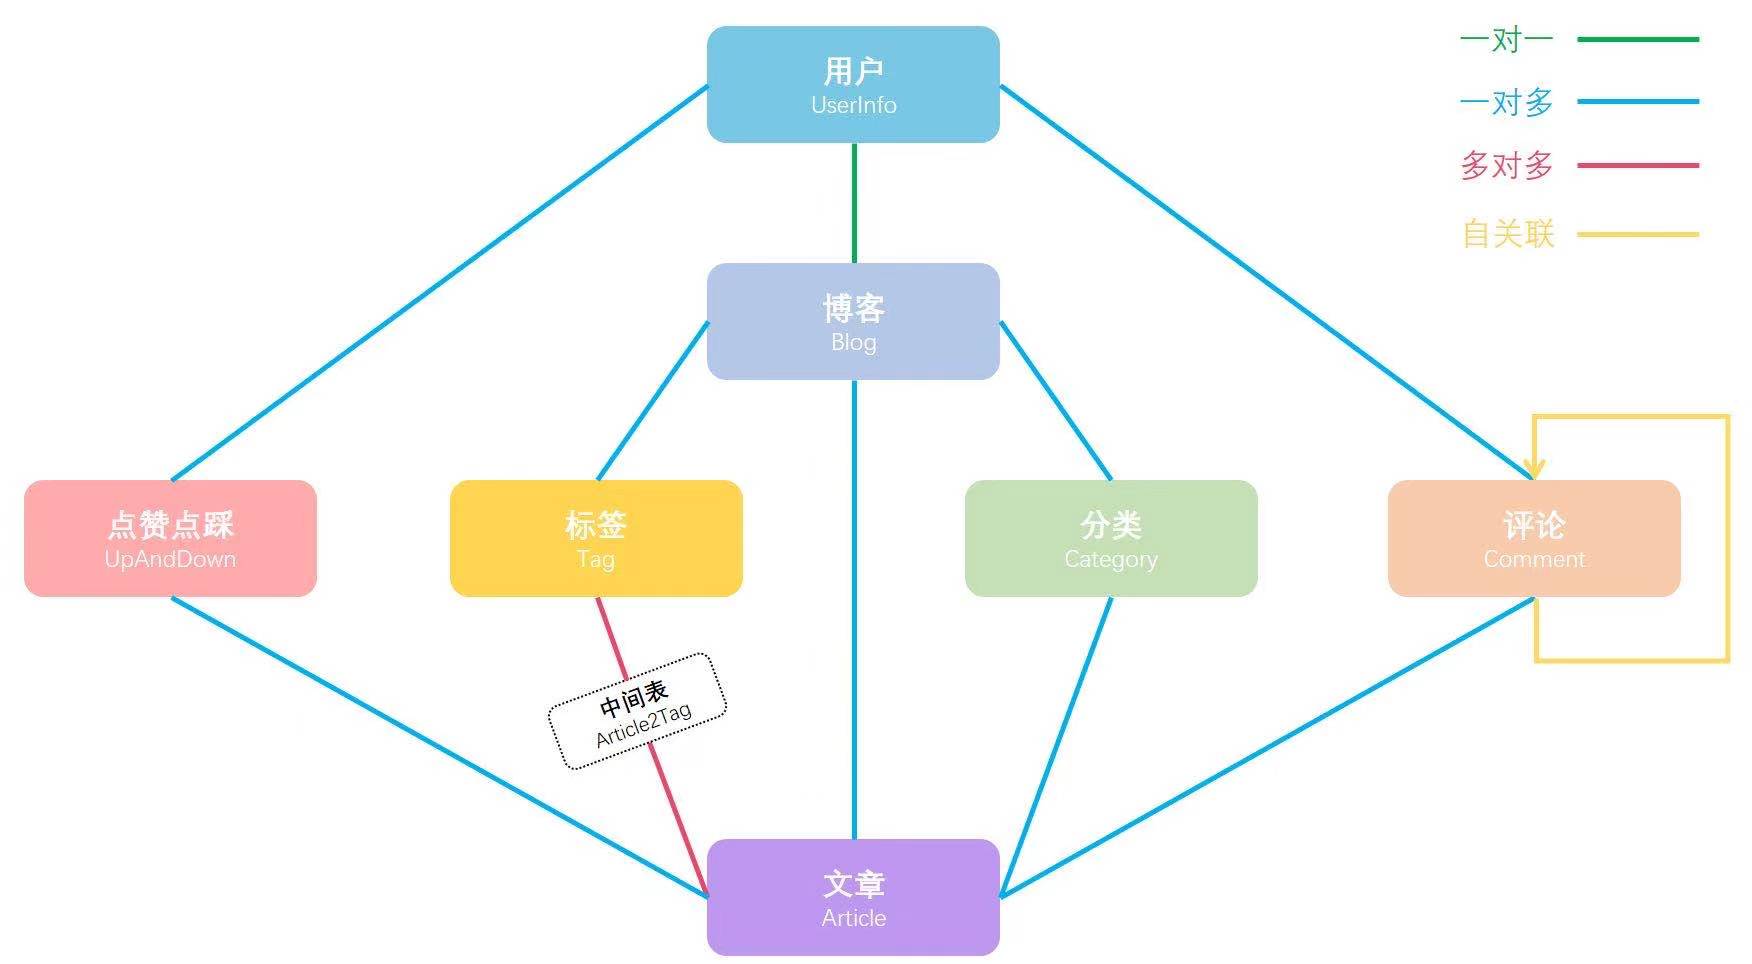 用户
UserInfo
一对一
一对多
多对多
自关联
博客
Blog
点赞点踩
UpAndDown
标签
Tag
分类
Category
评论
Comment
中间表
Article2Tag
文章
Article